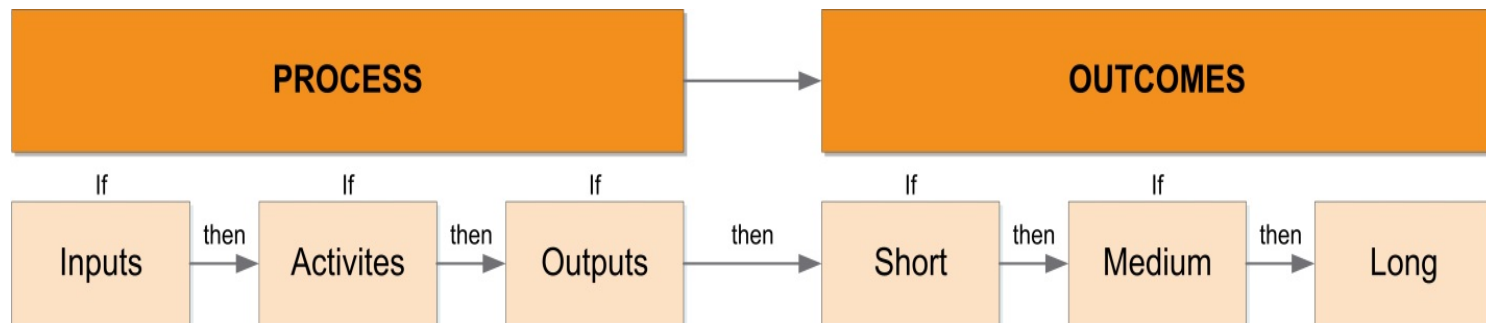 PROCESS
OUTCOMES
If If If If If
then then then then then
Inputs Activites Outputs Short Medium Long